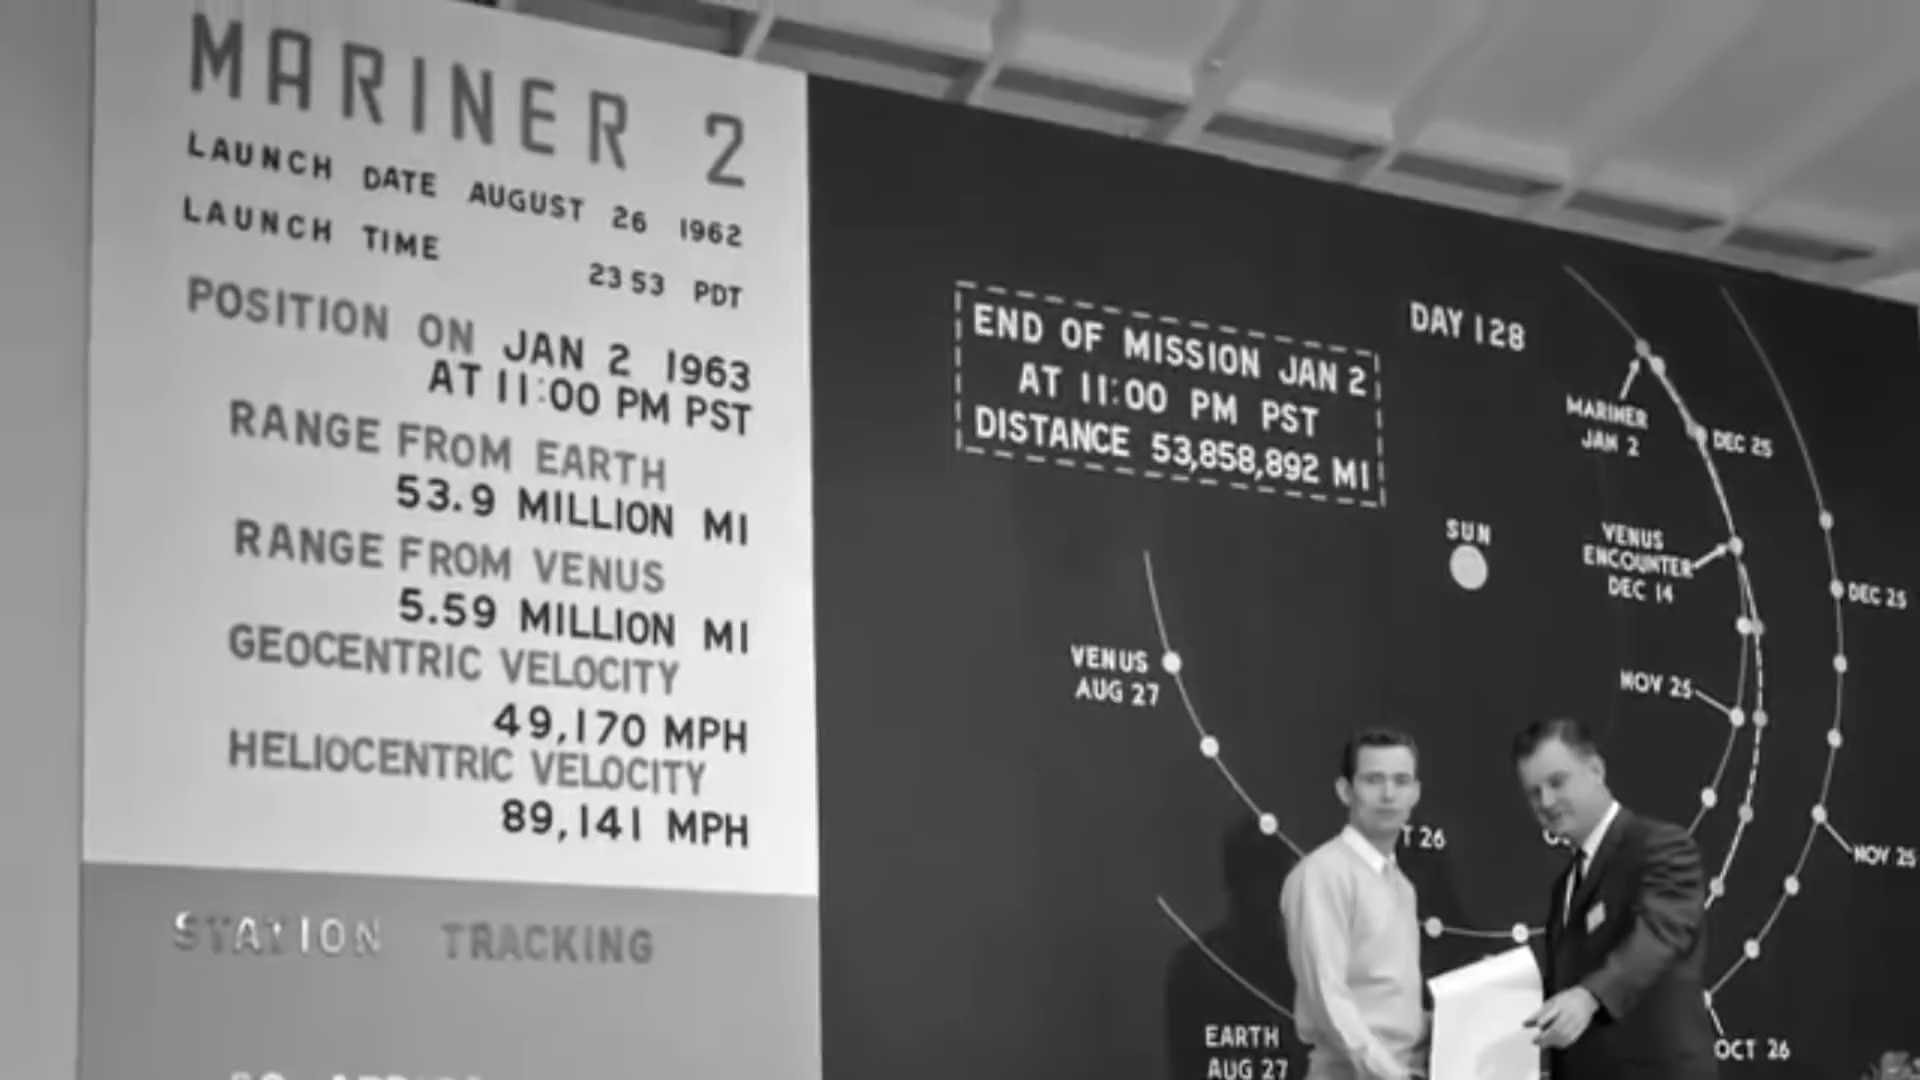 MARINER 2
LAUNCH DATE AUGUST 26 1962
LAUNCH TIME 2353 PDT
POSITION ON JAN 2 1963
AT 11:00 PM PST
RANGE FROM EARTH
53.9 MILLION MI
RANGE FROM VENUS
5.59 MILLION MI
GEOCENTRIC VELOCITY
49,170 MPH
HELIOCENTRIC VELOCITY
89,141 MPH
STATION TRACKING
END OF MISSION JAN 2
AT 11:00 PM PST
DISTANCE 53,858,892 MI
DAY 128
MARINER
JAN 2
DEC 25
SUN
VENUS
ENCOUNTER
DEC 14
DEC 25
VENUS
AUG 27
NOV 25
T 26
NOV 25
EARTH
AUG 27
OCT 26